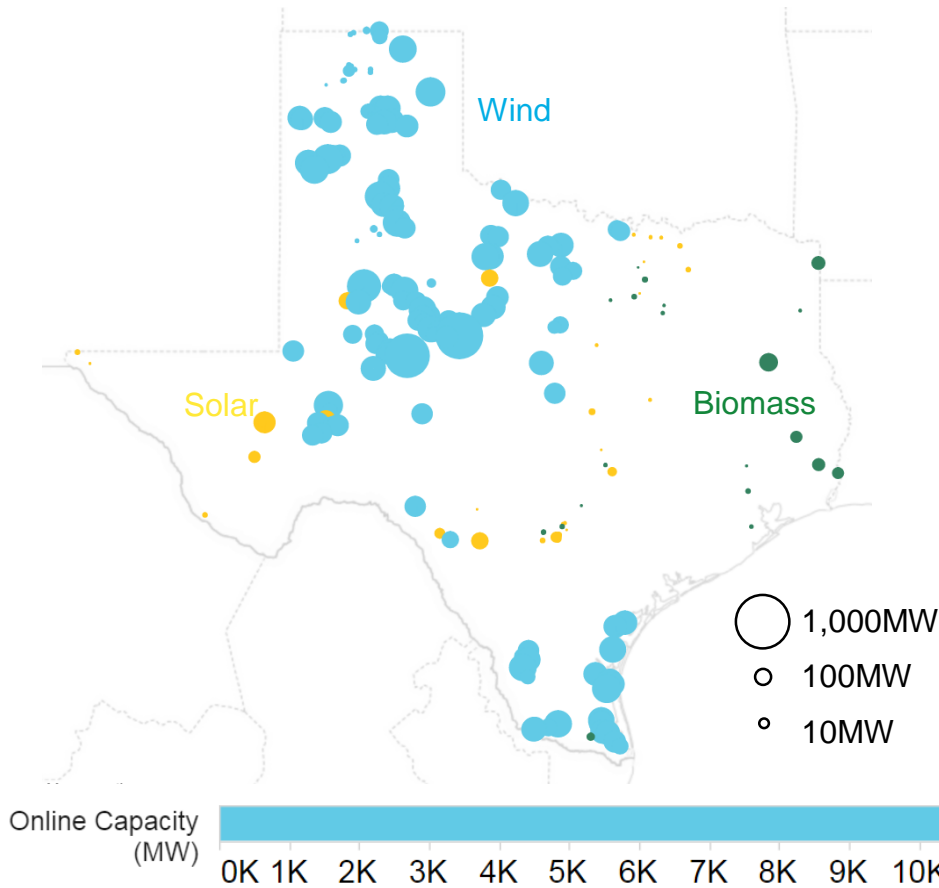 Wind
Solar
Biomass
1,000MW
100MW
10MW
Online Capacity
(MW)
0K 1K 2K 3K 4K 5K 6K 7K 8K 9K 10K